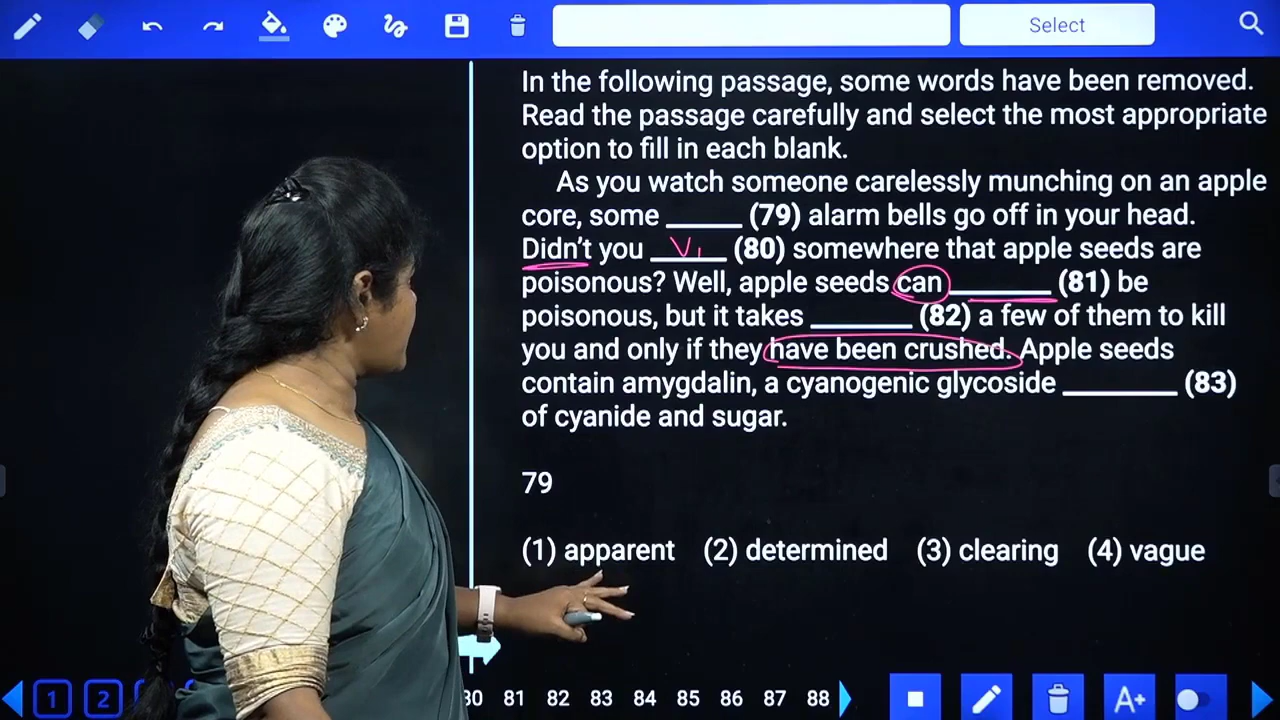 Select
In the following passage, some words have been removed.
Read the passage carefully and select the most appropriate
option to fill in each blank.
As you watch someone carelessly munching on an apple
core, some ______ (79) alarm bells go off in your head.
Didn't you __V1__ (80) somewhere that apple seeds are
poisonous? Well, apple seeds can ________ (81) be
poisonous, but it takes ________ (82) a few of them to kill
you and only if they have been crushed. Apple seeds
contain amygdalin, a cyanogenic glycoside _________ (83)
of cyanide and sugar.
79
(1) apparent (2) determined (3) clearing (4) vague
1 2 80 81 82 83 84 85 86 87 88 A+